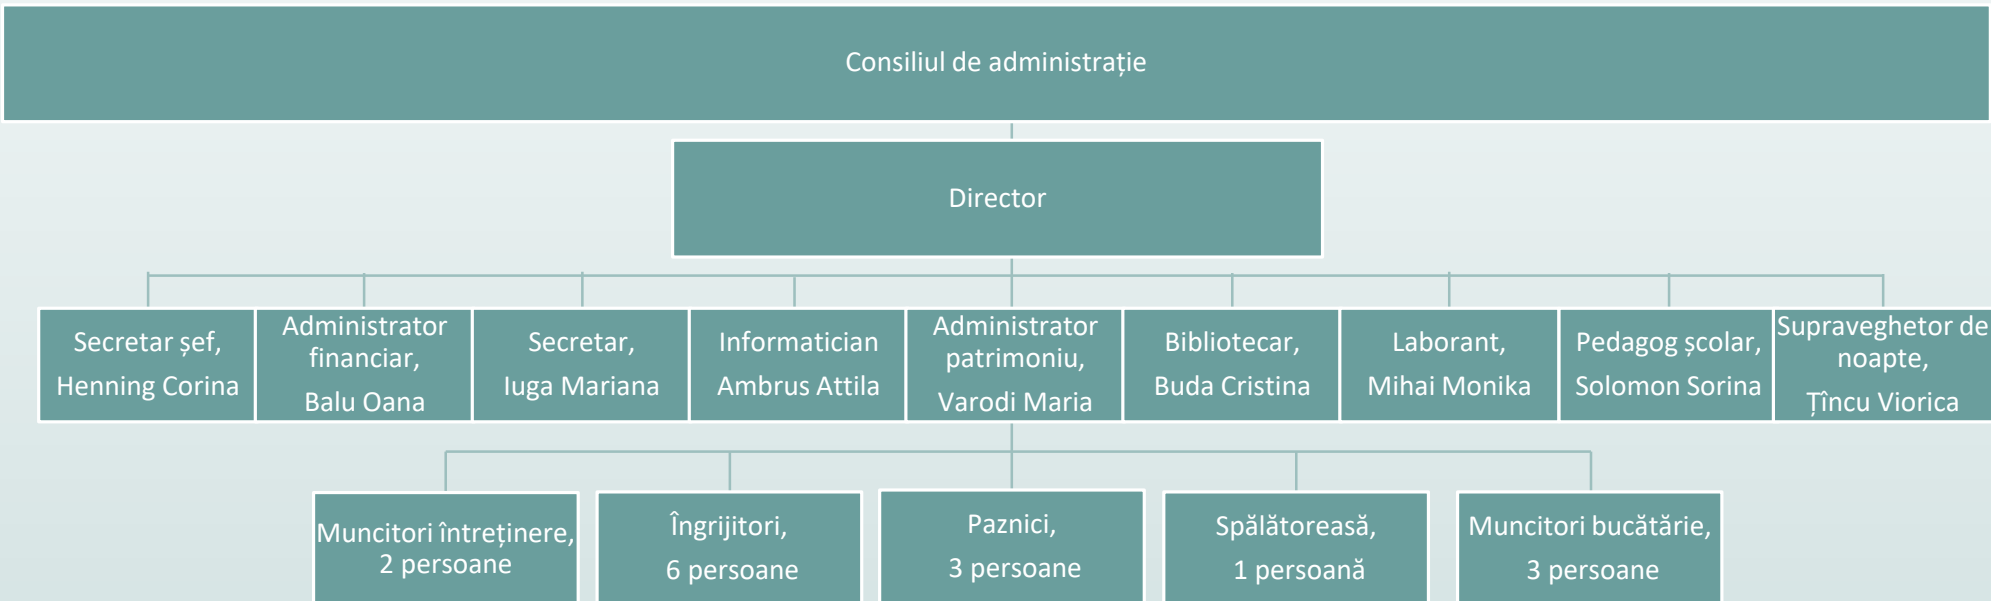 Consiliul de administrație
Director
Secretar șef,
Henning Corina
Administrator
financiar,
Balu Oana
Secretar,
Iuga Mariana
Informatician
Ambrus Attila
Administrator
patrimoniu,
Varodi Maria
Bibliotecar,
Buda Cristina
Laborant,
Mihai Monika
Pedagog școlar,
Solomon Sorina
Supraveghetor de
noapte,
Țîncu Viorica
Muncitori întreținere,
2 persoane
Îngrijitori,
6 persoane
Paznici,
3 persoane
Spălătoreasă,
1 persoană
Muncitori bucătărie,
3 persoane